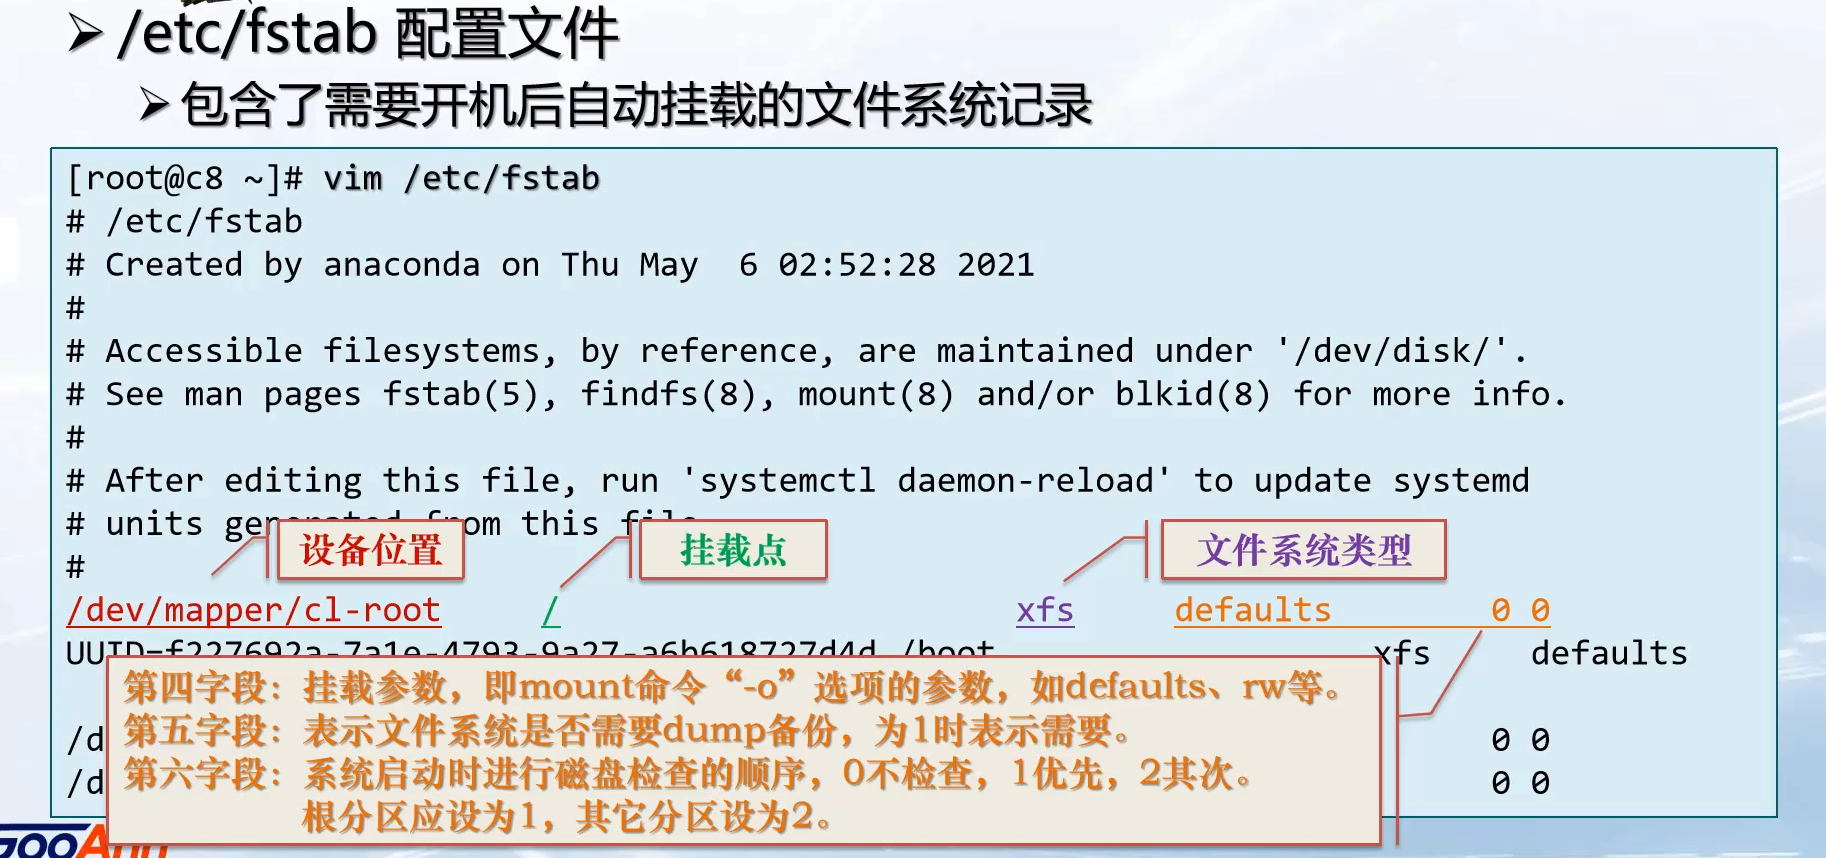 /etc/fstab 配置文件
包含了需要开机后自动挂载的文件系统记录
[root@c8 ~]# vim /etc/fstab
# /etc/fstab
# Created by anaconda on Thu May  6 02:52:28 2021
#
# Accessible filesystems, by reference, are maintained under '/dev/disk/'.
# See man pages fstab(5), findfs(8), mount(8) and/or blkid(8) for more info.
#
# After editing this file, run 'systemctl daemon-reload' to update systemd
# units generated from this file
设备位置 挂载点 文件系统类型
#
/dev/mapper/cl-root / xfs defaults 0 0
UUID=f227692a-7a1e-4793-9a27-a6b618727d4d /boot xfs defaults
第四字段：挂载参数，即mount命令“-o”选项的参数，如defaults、rw等。
第五字段：表示文件系统是否需要dump备份，为1时表示需要。
/d 0 0
第六字段：系统启动时进行磁盘检查的顺序，0不检查，1优先，2其次。
/d 0 0
根分区应设为1，其它分区设为2。